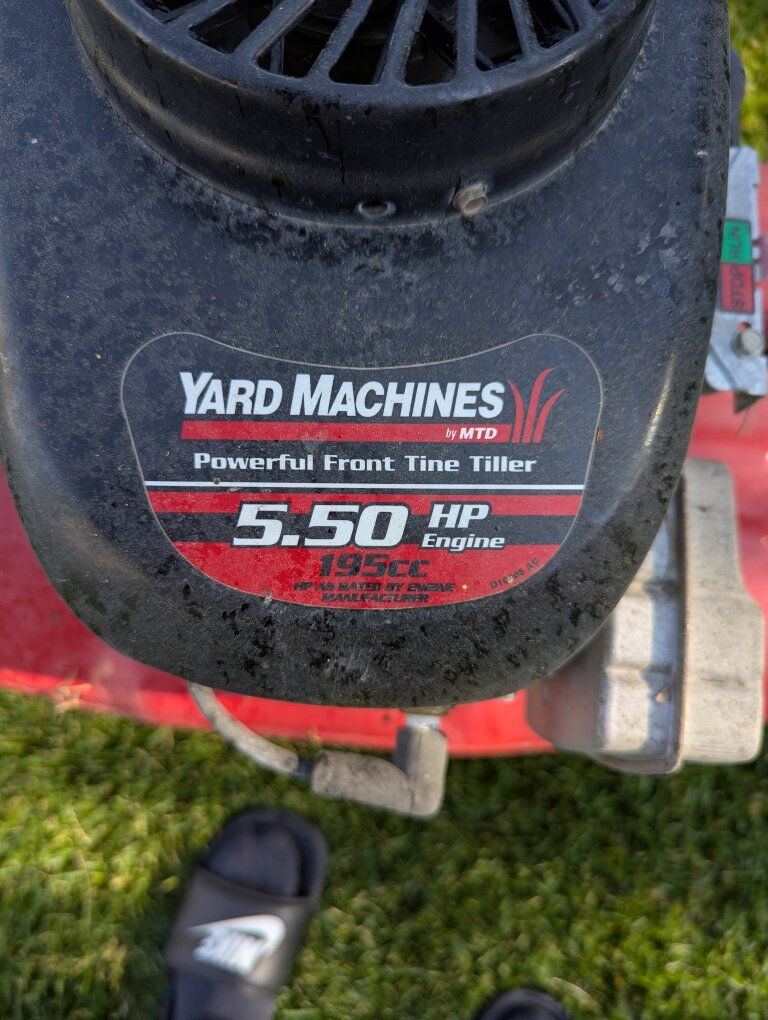 RUN
STOP
YARD MACHINES
by MTD
Powerful Front Tine Tiller
5.50 HP
Engine
195cc
HP AS RATED BY ENGINE
MANUFACTURER
NIKE